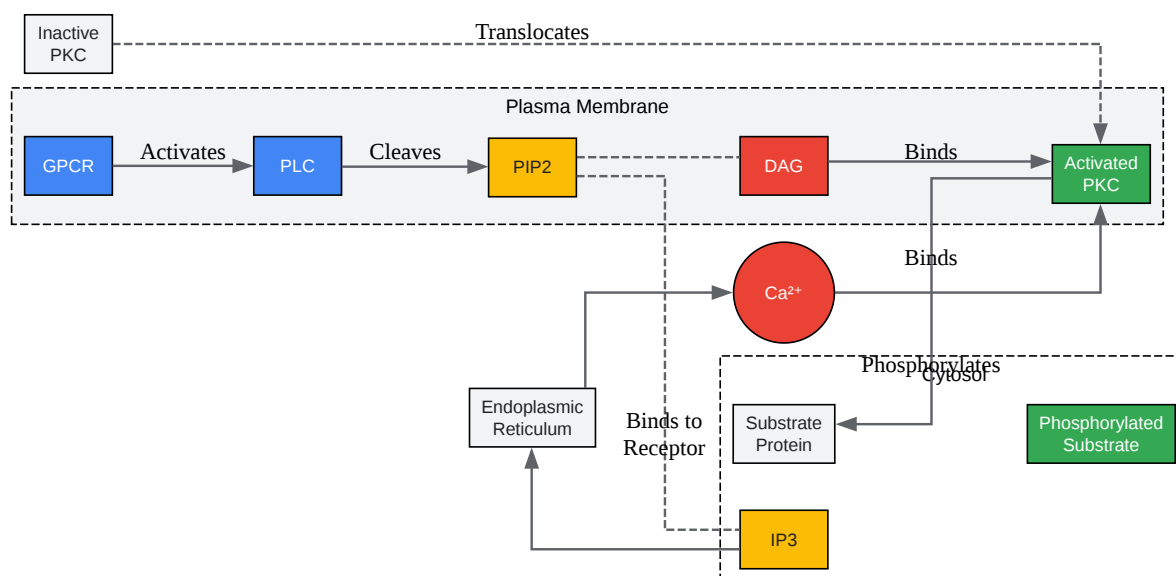 Inactive
PKC
Translocates
Plasma Membrane
GPCR
Activates
PLC
Cleaves
PIP2
DAG
Binds
Activated
PKC
Ca²⁺
Binds
Phosphorylates
Cytosol
Endoplasmic
Reticulum
Binds to
Receptor
Substrate
Protein
Phosphorylated
Substrate
IP3